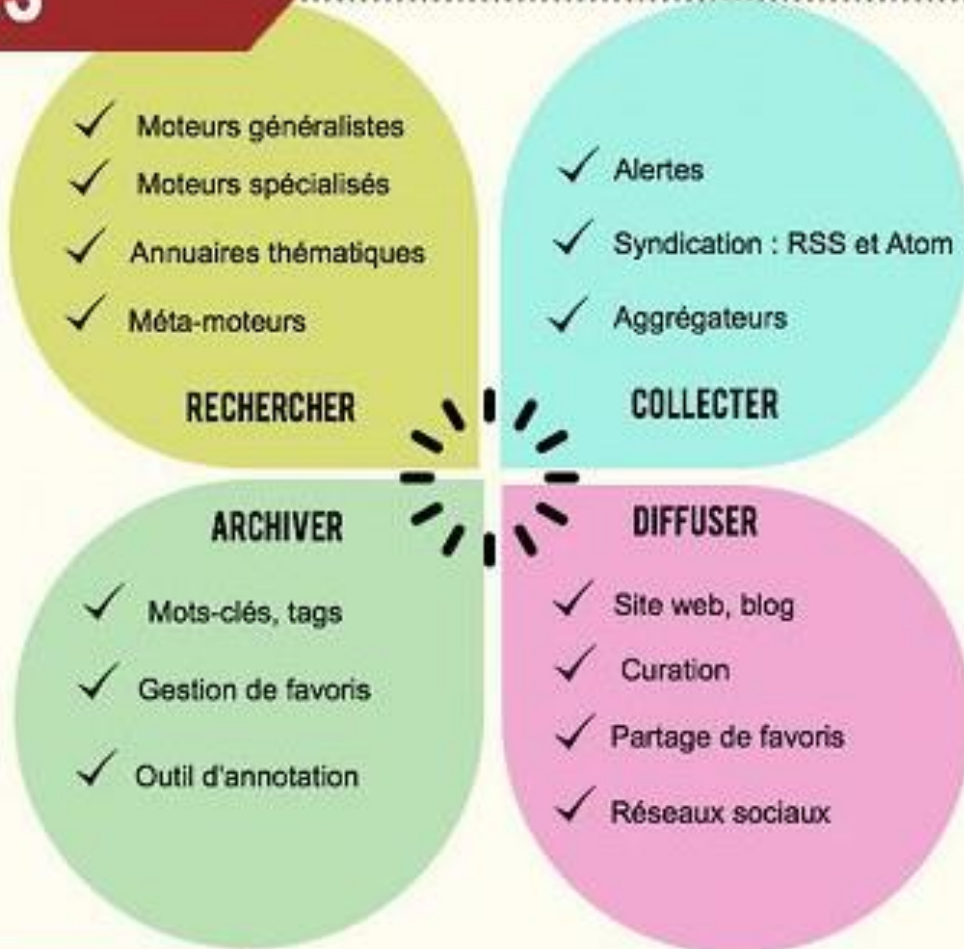 Moteurs généralistes
Moteurs spécialisés
Annuaires thématiques
Méta-moteurs
RECHERCHER
Alertes
Syndication : RSS et Atom
Aggrégateurs
COLLECTER
ARCHIVER
Mots-clés, tags
Gestion de favoris
Outil d'annotation
DIFFUSER
Site web, blog
Curation
Partage de favoris
Réseaux sociaux